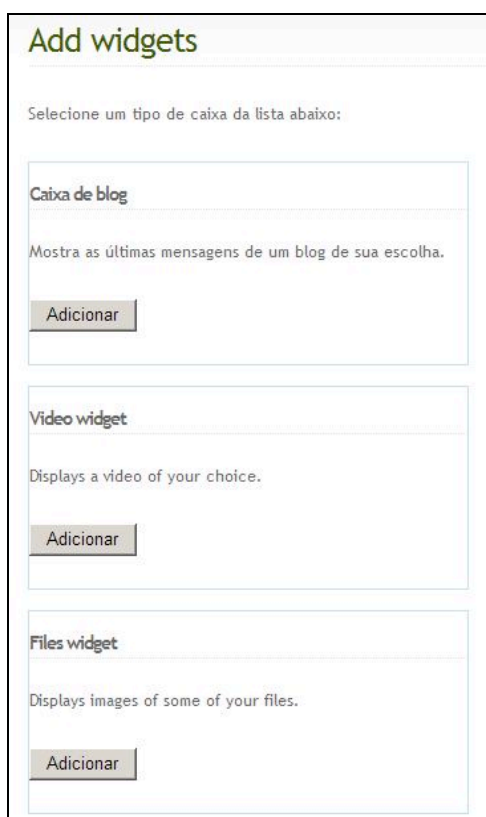 Add widgets
Selecione um tipo de caixa da lista abaixo:
Caixa de blog
Mostra as últimas mensagens de um blog de sua escolha.
Adicionar
Video widget
Displays a video of your choice.
Adicionar
Files widget
Displays images of some of your files.
Adicionar